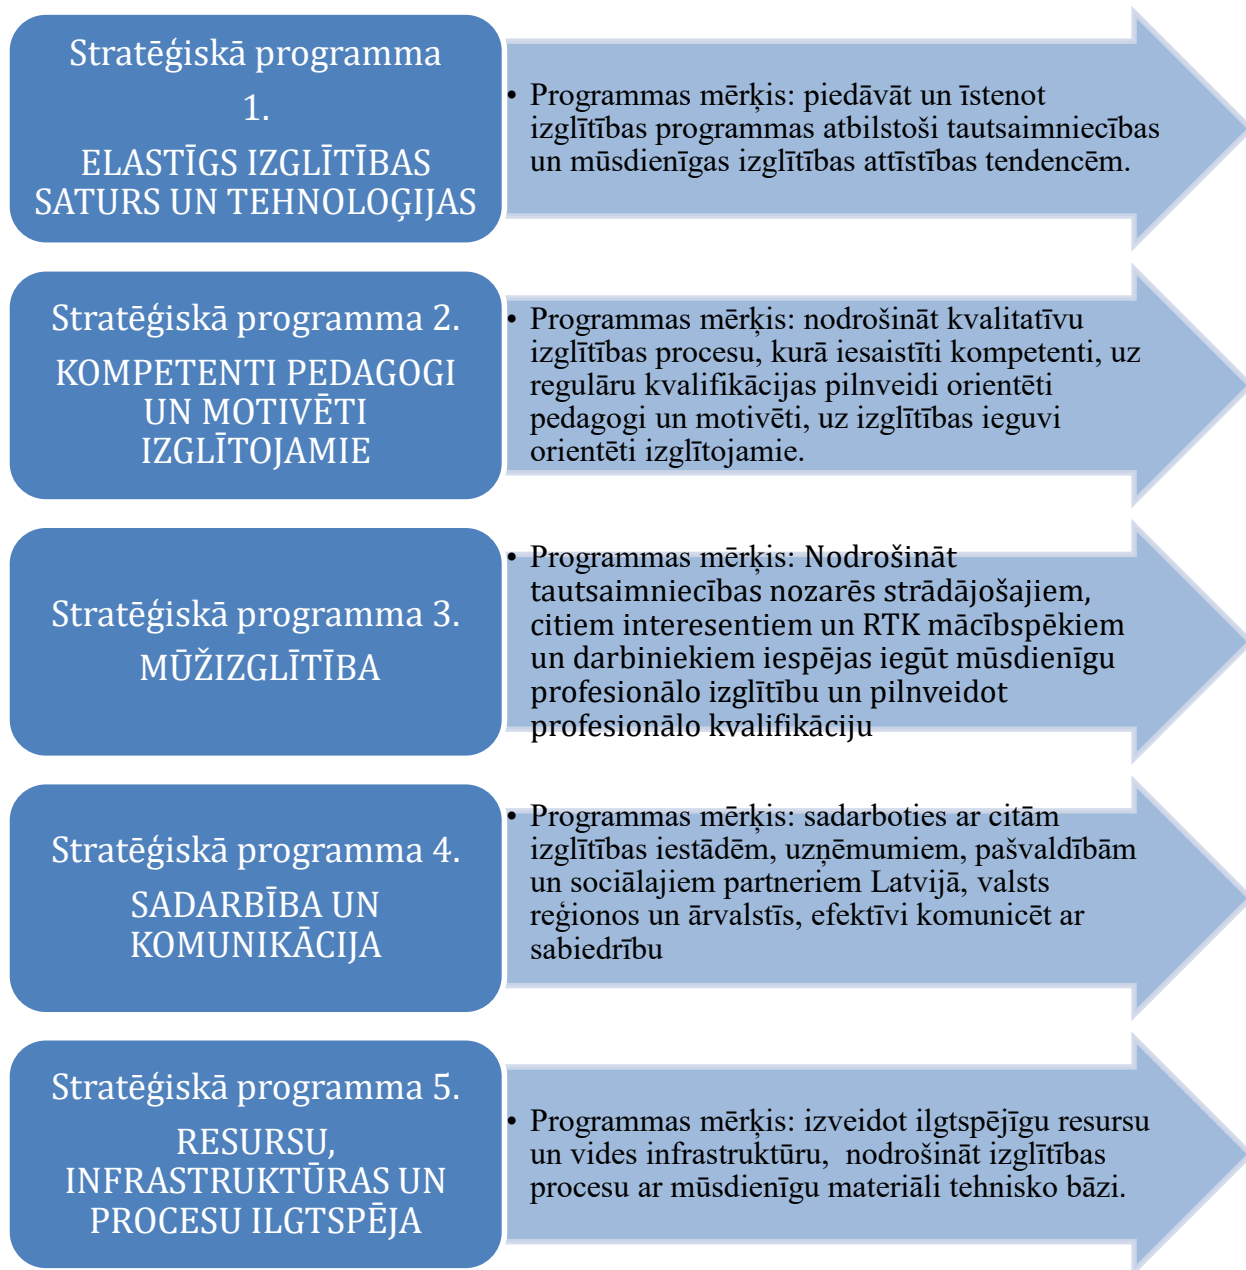 Stratēģiskā programma
1.
ELASTĪGS IZGLĪTĪBAS
SATURS UN TEHNOLOĢIJAS
• Programmas mērķis: piedāvāt un īstenot
izglītības programmas atbilstoši tautsaimniecības
un mūsdienīgas izglītības attīstības tendencēm.
Stratēģiskā programma 2.
KOMPETENTI PEDAGOGI
UN MOTIVĒTI
IZGLĪTOJAMIE
• Programmas mērķis: nodrošināt kvalitatīvu
izglītības procesu, kurā iesaistīti kompetenti, uz
regulāru kvalifikācijas pilnveidi orientēti
pedagogi un motivēti, uz izglītības ieguvi
orientēti izglītojamie.
Stratēģiskā programma 3.
MŪŽIZGLĪTĪBA
• Programmas mērķis: Nodrošināt
tautsaimniecības nozarēs strādājošajiem,
citiem interesentiem un RTK mācībspēkiem
un darbiniekiem iespējas iegūt mūsdienīgu
profesionālo izglītību un pilnveidot
profesionālo kvalifikāciju
Stratēģiskā programma 4.
SADARBĪBA UN
KOMUNIKĀCIJA
• Programmas mērķis: sadarboties ar citām
izglītības iestādēm, uzņēmumiem, pašvaldībām
un sociālajiem partneriem Latvijā, valsts
reģionos un ārvalstīs, efektīvi komunicēt ar
sabiedrību
Stratēģiskā programma 5.
RESURSU,
INFRASTRUKTŪRAS UN
PROCESU ILGTSPĒJA
• Programmas mērķis: izveidot ilgtspējīgu resursu
un vides infrastruktūru,  nodrošināt izglītības
procesu ar mūsdienīgu materiāli tehnisko bāzi.